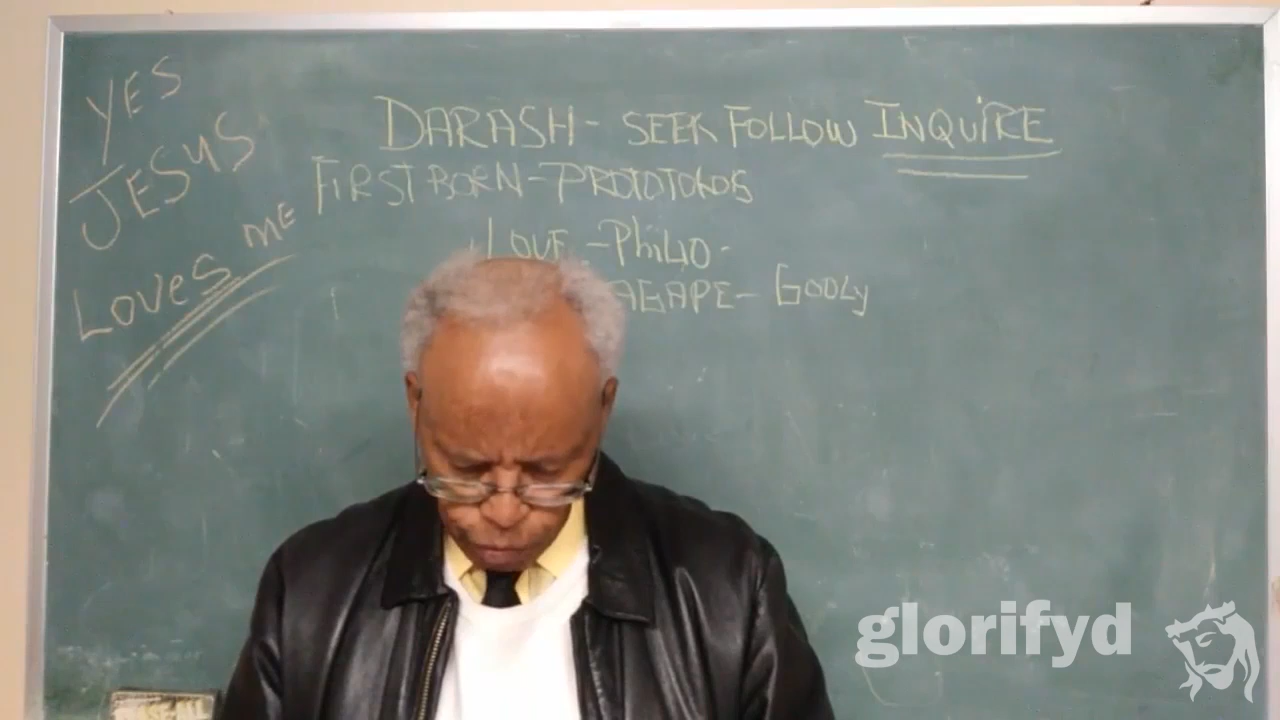 YES
JESUS
LOVES ME
DARASH - SEEK FOLLOW INQUIRE
FIRST BORN - PROTOTOKOS
LOVE - PHILIO -
AGAPE - GODLY
glorifyd